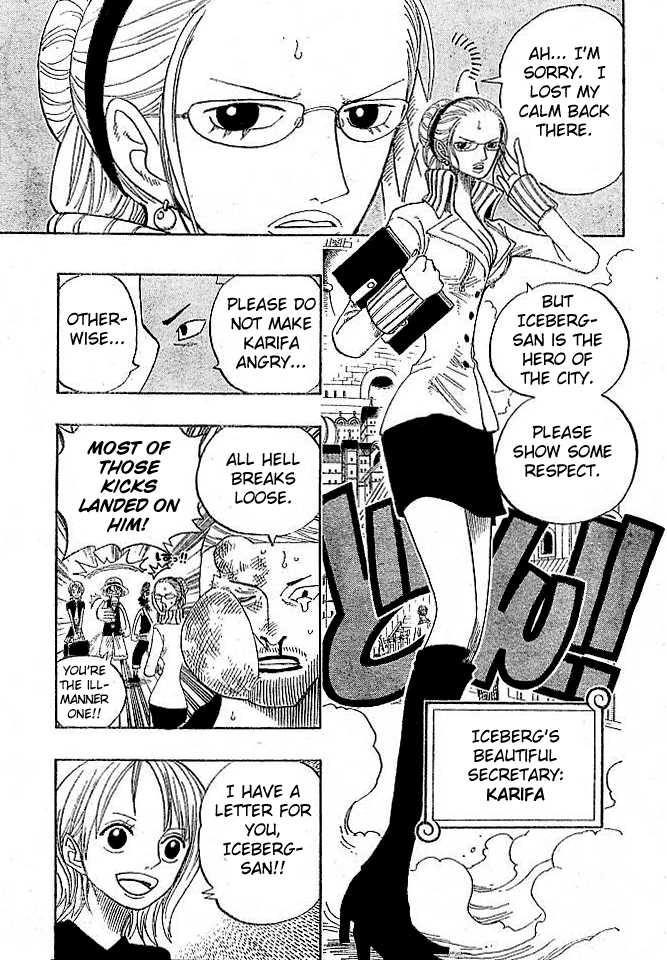 AH... I'M
SORRY. I
LOST MY
CALM BACK
THERE.
BUT
ICEBERG-
SAN IS THE
HERO OF
THE CITY.
PLEASE
SHOW SOME
RESPECT.
どん!!
ICEBERG'S
BEAUTIFUL
SECRETARY:
KARIFA
PLEASE DO
NOT MAKE
KARIFA
ANGRY...
OTHER-
WISE...
ALL HELL
BREAKS
LOOSE.
MOST OF
THOSE
KICKS
LANDED ON
HIM!
YOU'RE
THE ILL-
MANNER
ONE!!
I HAVE A
LETTER FOR
YOU,
ICEBERG-
SAN!!